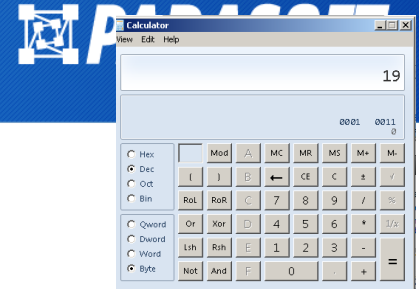 PARASOFT
Calculator
View Edit Help
19
0001 0011
0
Hex Mod A MC MR MS M+ M-
Dec ( ) B ← CE C ± √
Oct RoL RoR C 7 8 9 / %
Bin
Qword Or Xor D 4 5 6 * 1/x
Dword Lsh Rsh E 1 2 3 - =
Word
Byte Not And F 0 . +